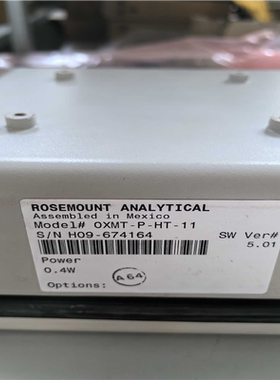 ROSEMOUNT ANALYTICAL
Assembled in Mexico
Model# OXMT-P-HT-11
S/N H09-674164
SW Ver#
5.01
Power
0.4W
Options:
A64